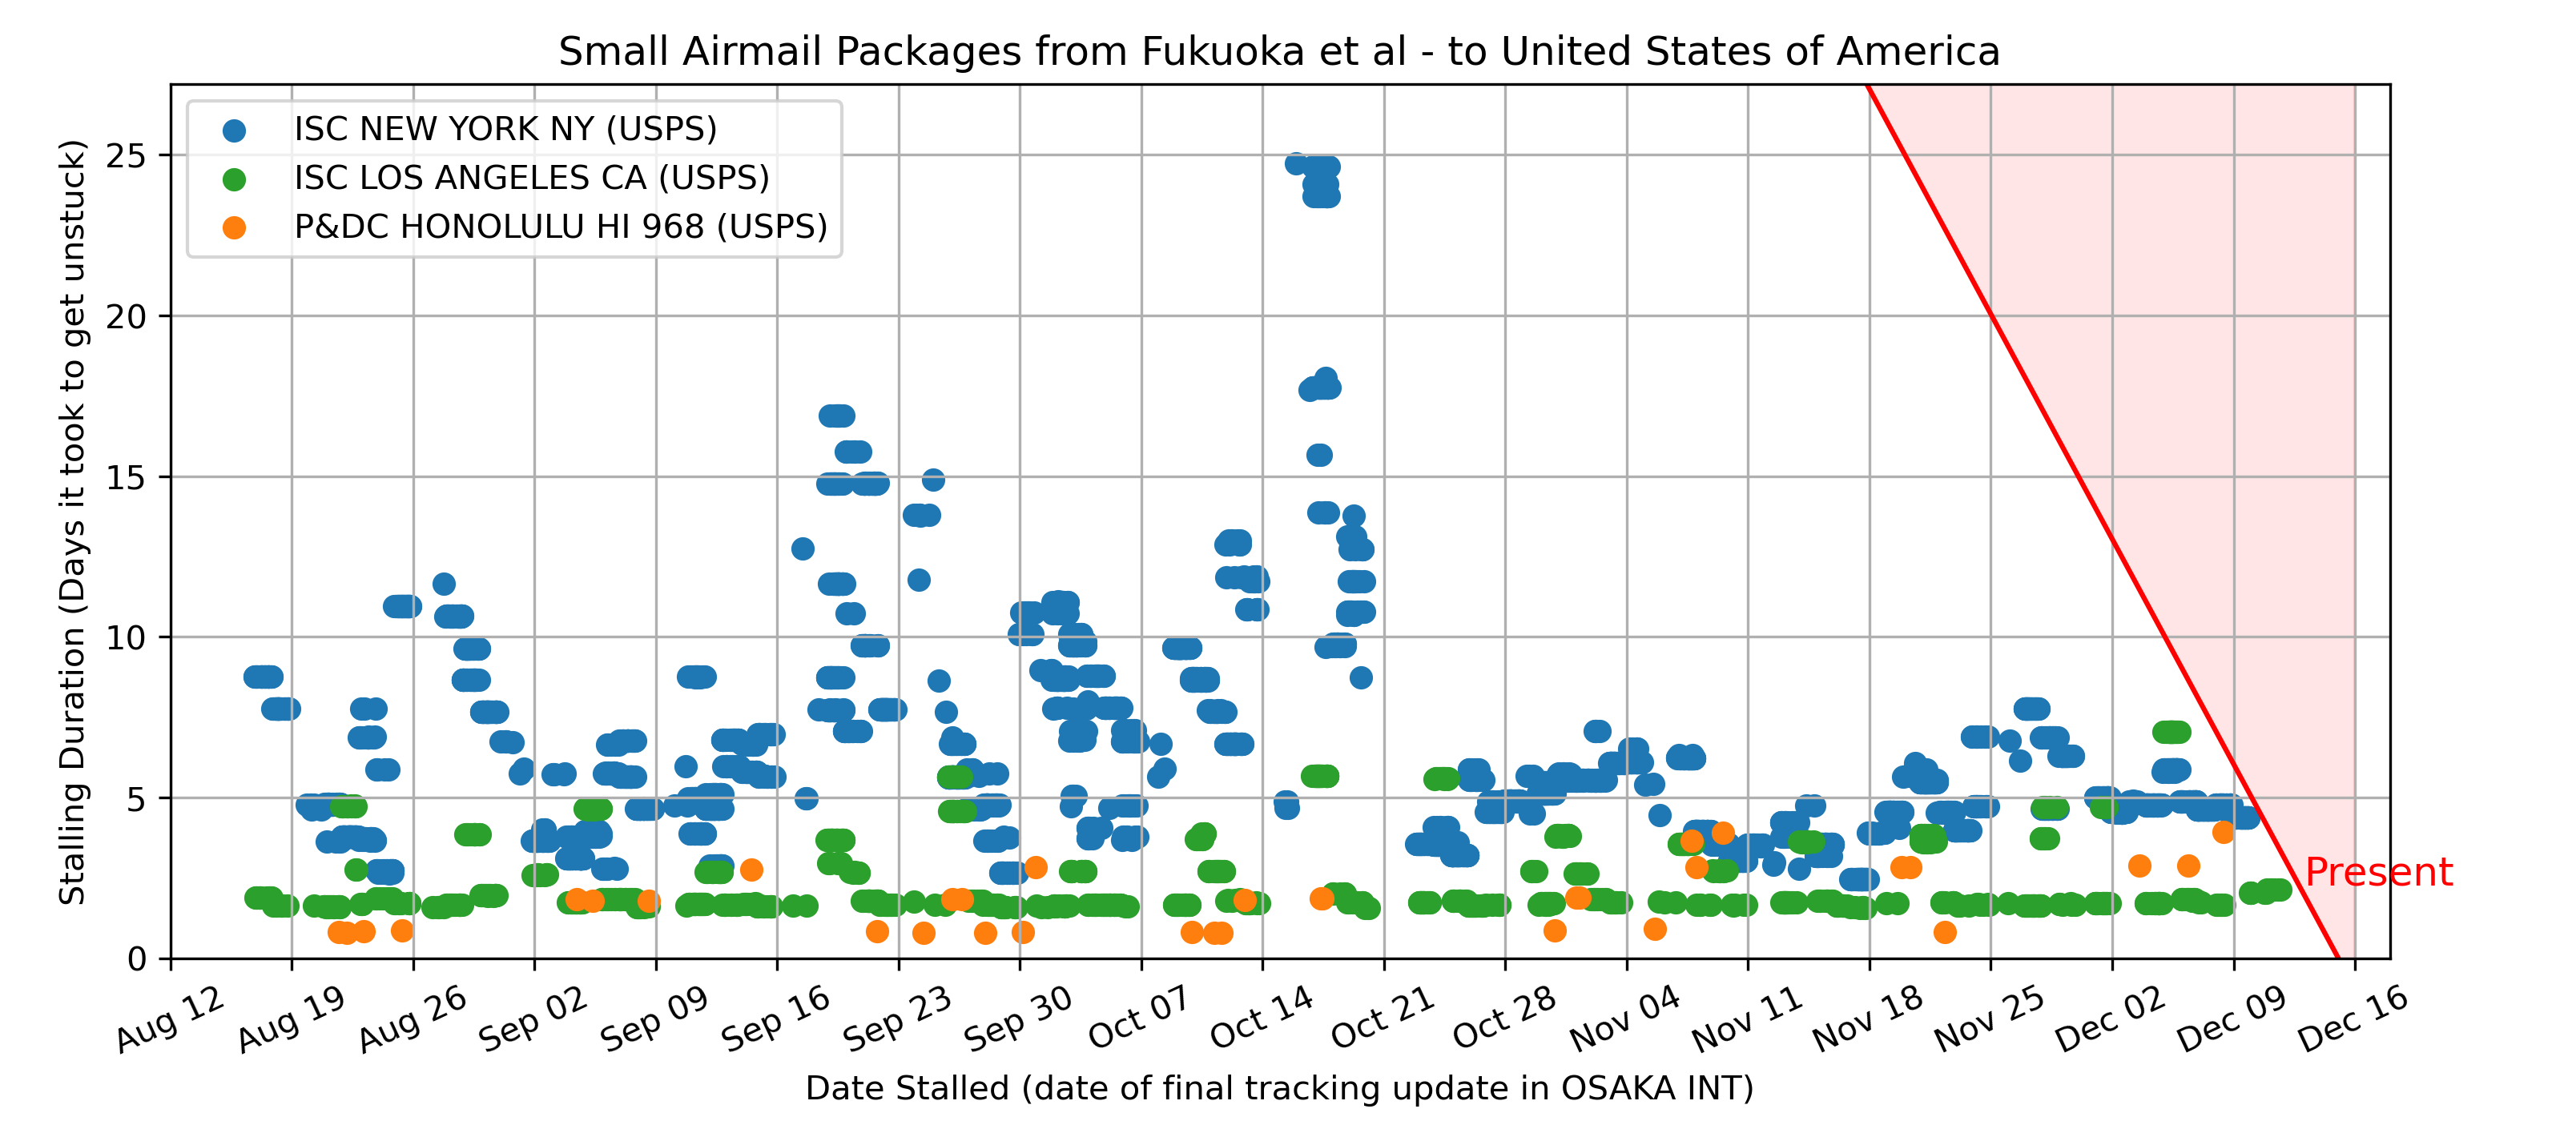 Small Airmail Packages from Fukuoka et al - to United States of America
ISC NEW YORK NY (USPS)
ISC LOS ANGELES CA (USPS)
P&DC HONOLULU HI 968 (USPS)
Stalling Duration (Days it took to get unstuck)
25
20
15
10
5
0
Present
Aug 12
Aug 19
Aug 26
Sep 02
Sep 09
Sep 16
Sep 23
Sep 30
Oct 07
Oct 14
Oct 21
Oct 28
Nov 04
Nov 11
Nov 18
Nov 25
Dec 02
Dec 09
Dec 16
Date Stalled (date of final tracking update in OSAKA INT)